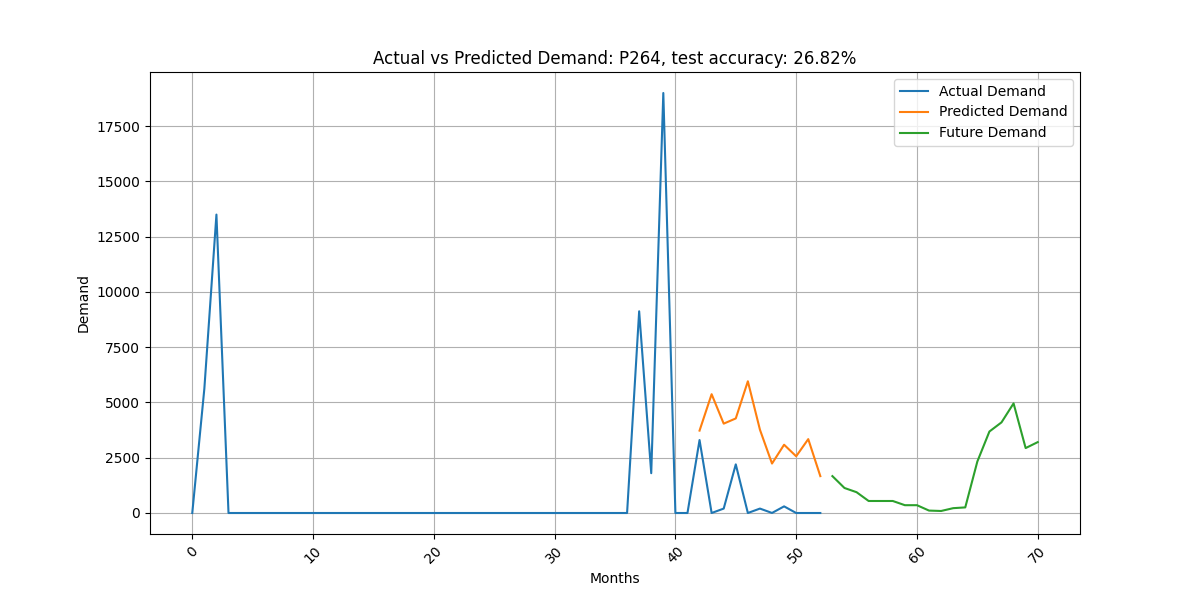 Actual vs Predicted Demand: P264, test accuracy: 26.82%
Actual Demand
Predicted Demand
Future Demand
Demand
17500
15000
12500
10000
7500
5000
2500
0
0 10 20 30 40 50 60 70
Months